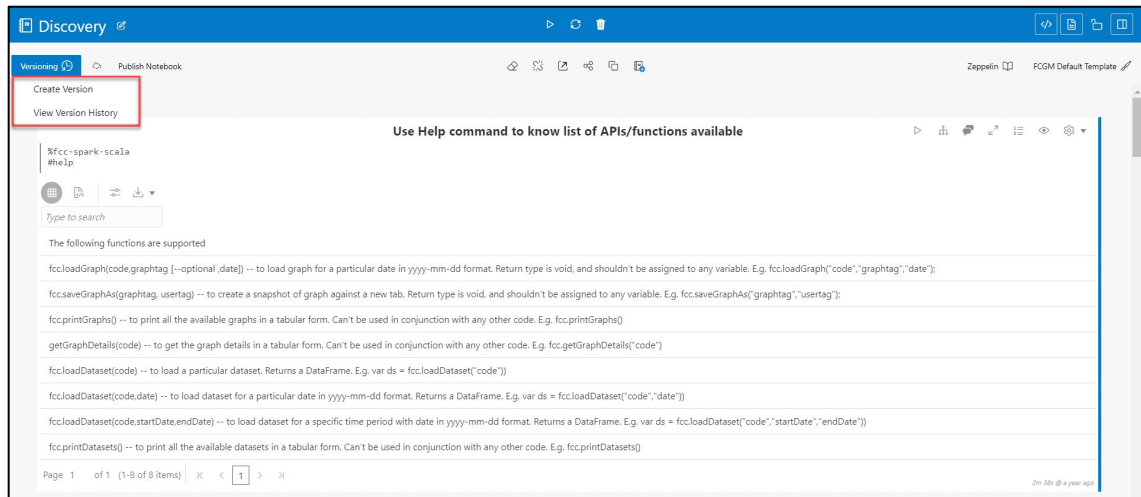 Discovery
Versioning
Publish Notebook
Zeppelin
FCGM Default Template
Create Version
View Version History
Use Help command to know list of APIs/functions available
%fcc-spark-scala
#help
Type to search
The following functions are supported
fcc.loadGraph(code,graphtag [--optional ,date]) -- to load graph for a particular date in yyyy-mm-dd format. Return type is void, and shouldn't be assigned to any variable. E.g. fcc.loadGraph("code","graphtag","date");
fcc.saveGraphAs(graphtag, usertag) -- to create a snapshot of graph against a new tab. Return type is void, and shouldn't be assigned to any variable. E.g. fcc.saveGraphAs("graphtag","usertag");
fcc.printGraphs() -- to print all the available graphs in a tabular form. Can't be used in conjunction with any other code. E.g. fcc.printGraphs()
getGraphDetails(code) -- to get the graph details in a tabular form. Can't be used in conjunction with any other code. E.g. fcc.getGraphDetails("code")
fcc.loadDataset(code) -- to load a particular dataset. Returns a DataFrame. E.g. var ds = fcc.loadDataset("code"))
fcc.loadDataset(code,date) -- to load dataset for a particular date in yyyy-mm-dd format. Returns a DataFrame. E.g. var ds = fcc.loadDataset("code","date"))
fcc.loadDataset(code,startDate,endDate) -- to load dataset for a specific time period with date in yyyy-mm-dd format. Returns a DataFrame. E.g. var ds = fcc.loadDataset("code","startDate","endDate"))
fcc.printDatasets() -- to print all the available datasets in a tabular form. Can't be used in conjunction with any other code. E.g. fcc.printDatasets()
Page 1 of 1 (1-8 of 8 items) 1
2m 38s @ a year ago